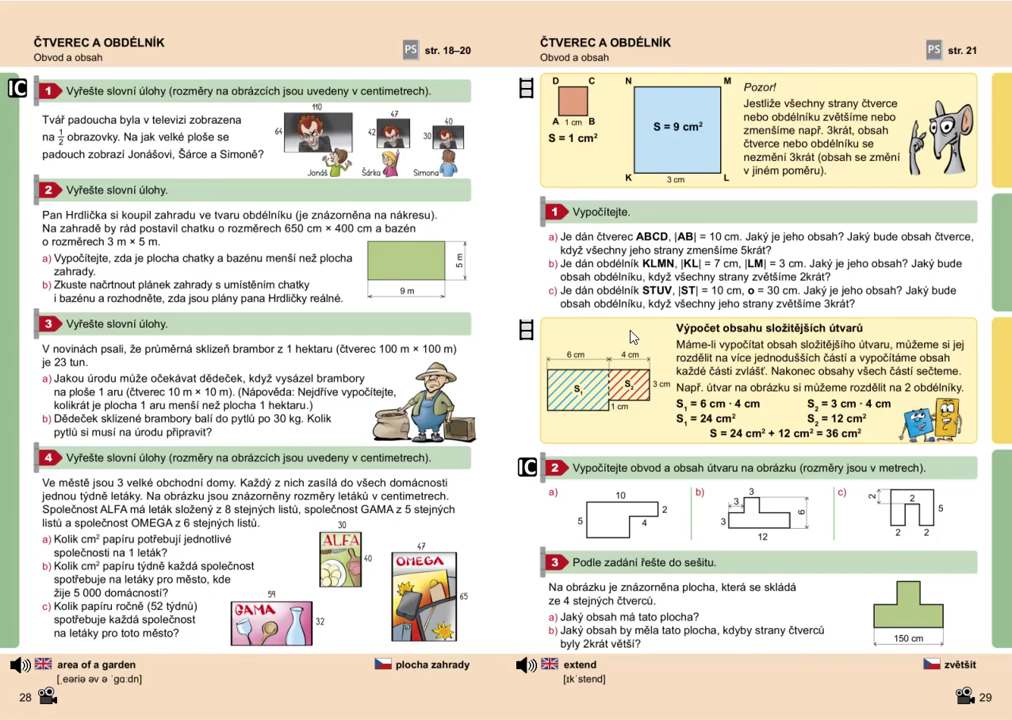 ČTVEREC A OBDÉLNÍK
Obvod a obsah
PS str. 18–20
IC
1 Vyřešte slovní úlohy (rozměry na obrázcích jsou uvedeny v centimetrech).
Tvář padoucha byla v televizi zobrazena
na 1/2 obrazovky. Na jak velké ploše se
padouch zobrazí Jonášovi, Šárce a Simoně?
110
64
Jonáš
47
42
Šárka
40
30
Simona
2 Vyřešte slovní úlohy.
Pan Hrdlička si koupil zahradu ve tvaru obdélníku (je znázorněna na nákresu).
Na zahradě by rád postavil chatku o rozměrech 650 cm × 400 cm a bazén
o rozměrech 3 m × 5 m.
a) Vypočítejte, zda je plocha chatky a bazénu menší než plocha
zahrady.
b) Zkuste načrtnout plánek zahrady s umístěním chatky
i bazénu a rozhodněte, zda jsou plány pana Hrdličky reálné.
5 m
9 m
3 Vyřešte slovní úlohu.
V novinách psali, že průměrná sklizeň brambor z 1 hektaru (čtverec 100 m × 100 m)
je 23 tun.
a) Jakou úrodu může očekávat dědeček, když vysázel brambory
na ploše 1 aru (čtverec 10 m × 10 m). (Nápověda: Nejdříve vypočítejte,
kolikrát je plocha 1 aru menší než plocha 1 hektaru.)
b) Dědeček sklizené brambory balí do pytlů po 30 kg. Kolik
pytlů si musí na úrodu připravit?
4 Vyřešte slovní úlohy (rozměry na obrázcích jsou uvedeny v centimetrech).
Ve městě jsou 3 velké obchodní domy. Každý z nich zasílá do všech domácností
jednou týdně letáky. Na obrázku jsou znázorněny rozměry letáků v centimetrech.
Společnost ALFA má leták složený z 8 stejných listů, společnost GAMA z 5 stejných
listů a společnost OMEGA z 6 stejných listů.
a) Kolik cm² papíru potřebují jednotlivé
společnosti na 1 leták?
b) Kolik cm² papíru týdně každá společnost
spotřebuje na letáky pro město, kde
žije 5 000 domácností?
c) Kolik papíru ročně (52 týdnů)
spotřebuje každá společnost
na letáky pro toto město?
30
ALFA
40
47
OMEGA
65
59
GAMA
32
area of a garden
[ˌeəriə əv ə ˈgɑːdn]
plocha zahrady
28
ČTVEREC A OBDÉLNÍK
Obvod a obsah
PS str. 21
D C
A 1 cm B
S = 1 cm²
N M
S = 9 cm²
K 3 cm L
Pozor!
Jestliže všechny strany čtverce
nebo obdélníku zvětšíme nebo
zmenšíme např. 3krát, obsah
čtverce nebo obdélníku se
nezmění 3krát (obsah se změní
v jiném poměru).
1 Vypočítejte.
a) Je dán čtverec ABCD, |AB| = 10 cm. Jaký je jeho obsah? Jaký bude obsah čtverce,
když všechny jeho strany zmenšíme 5krát?
b) Je dán obdélník KLMN, |KL| = 7 cm, |LM| = 3 cm. Jaký je jeho obsah? Jaký bude
obsah obdélníku, když všechny strany zvětšíme 2krát?
c) Je dán obdélník STUV, |ST| = 10 cm, o = 30 cm. Jaký je jeho obsah? Jaký bude
obsah obdélníku, když všechny jeho strany zvětšíme 3krát?
Výpočet obsahu složitějších útvarů
Máme-li vypočítat obsah složitějšího útvaru, můžeme si jej
rozdělit na více jednodušších částí a vypočítáme obsah
každé části zvlášť. Nakonec obsahy všech částí sečteme.
Např. útvar na obrázku si můžeme rozdělit na 2 obdélníky.
6 cm 4 cm
S₁ S₂ 3 cm
1 cm
S₁ = 6 cm · 4 cm S₂ = 3 cm · 4 cm
S₁ = 24 cm² S₂ = 12 cm²
S = 24 cm² + 12 cm² = 36 cm²
IC
2 Vypočítejte obvod a obsah útvaru na obrázku (rozměry jsou v metrech).
a)
10
5
2
4
b)
3
3
3
6
12
c)
2
2
5
2 2
3 Podle zadání řešte do sešitu.
Na obrázku je znázorněna plocha, která se skládá
ze 4 stejných čtverců.
a) Jaký obsah má tato plocha?
b) Jaký obsah by měla tato plocha, kdyby strany čtverců
byly 2krát větší?
150 cm
extend
[ɪkˈstend]
zvětšit
29